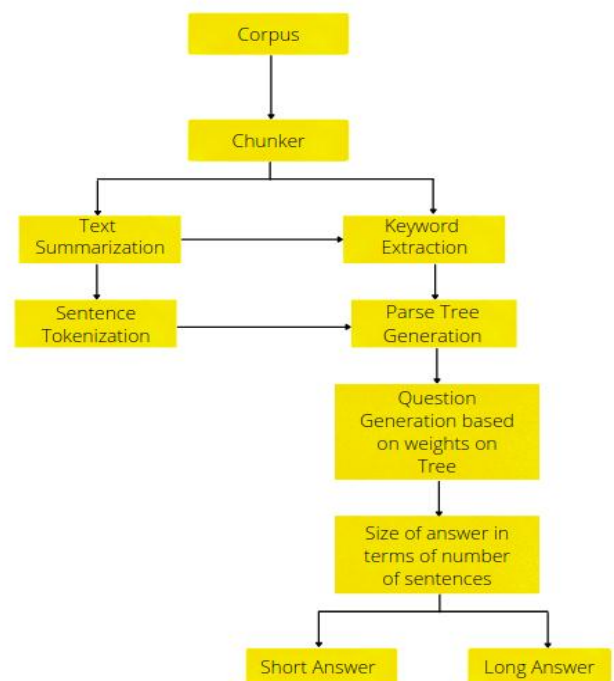 Corpus
Chunker
Text
Summarization
Keyword
Extraction
Sentence
Tokenization
Parse Tree
Generation
Question
Generation based
on weights on
Tree
Size of answer in
terms of number
of sentences
Short Answer
Long Answer